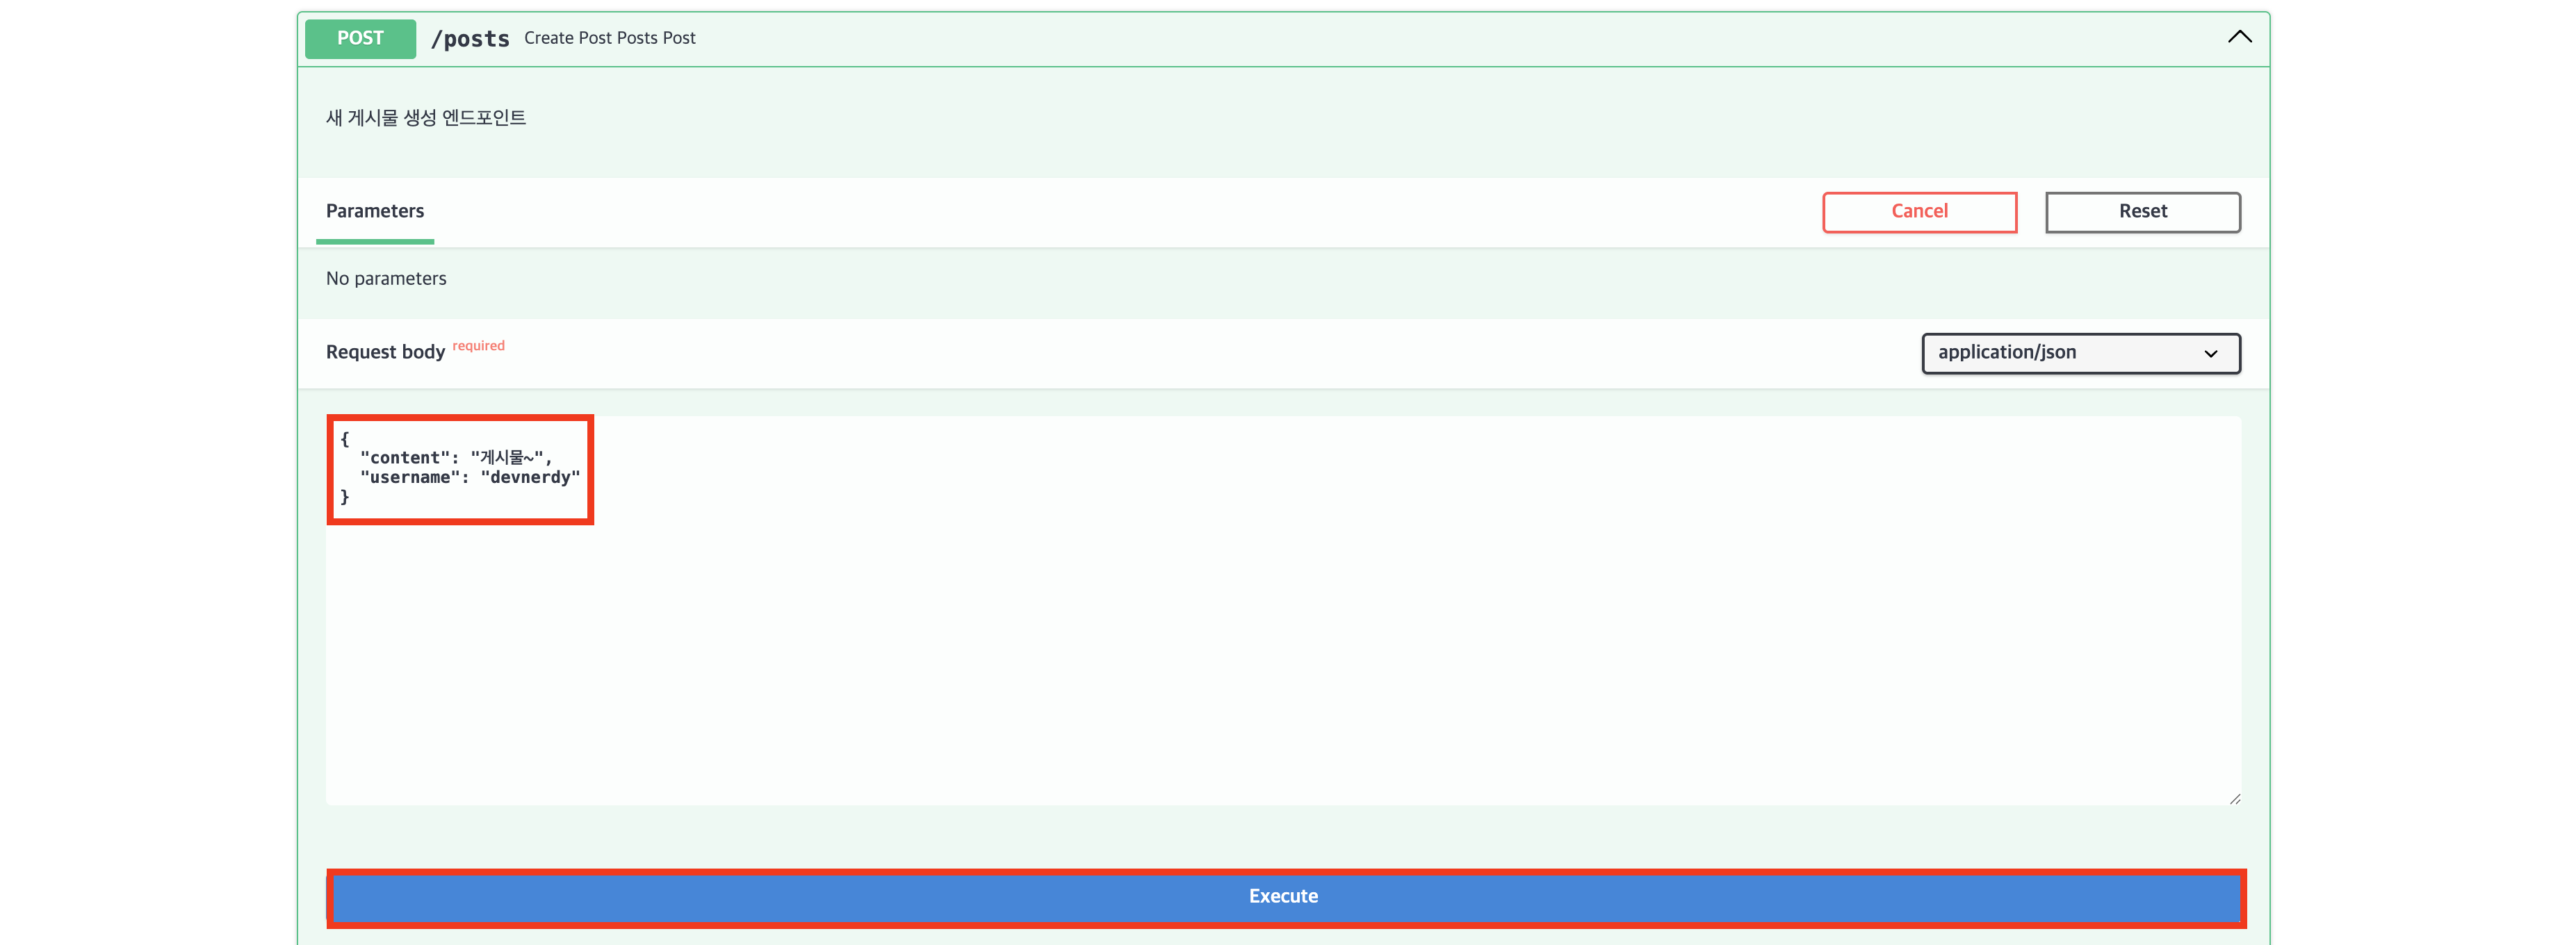 POST /posts Create Post Posts Post
새 게시물 생성 엔드포인트
Parameters
Cancel
Reset
No parameters
Request body required
application/json
{
  "content": "게시물~",
  "username": "devnerdy"
}
Execute